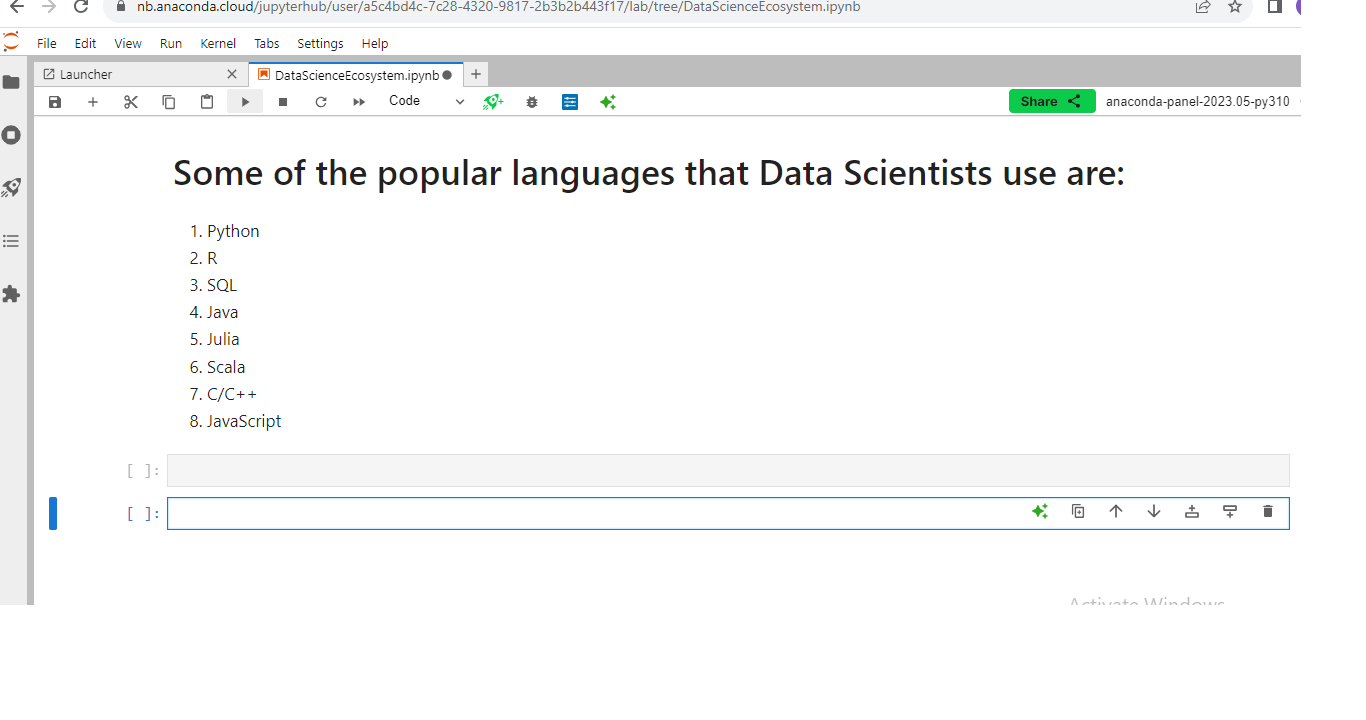 nb.anaconda.cloud/jupyterhub/user/a5c4bd4c-7c28-4320-9817-2b3b2b443f17/lab/tree/DataScienceEcosystem.ipynb
File Edit View Run Kernel Tabs Settings Help
Launcher DataScienceEcosystem.ipynb
Code Share anaconda-panel-2023.05-py310
Some of the popular languages that Data Scientists use are:
1. Python
2. R
3. SQL
4. Java
5. Julia
6. Scala
7. C/C++
8. JavaScript
[ ]:
[ ]:
Activate Windows